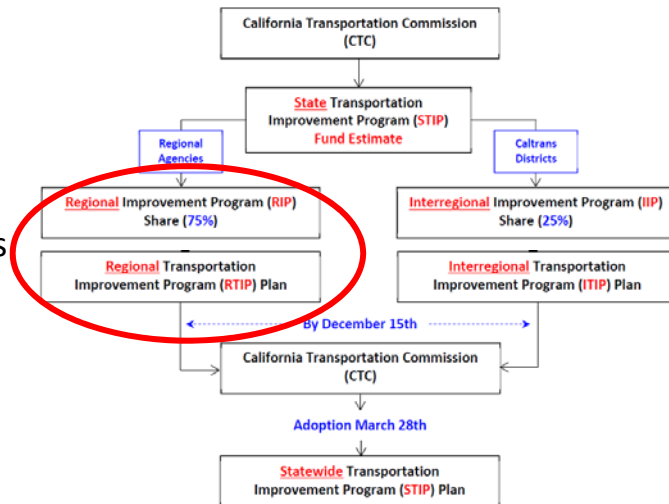 California Transportation Commission
(CTC)
State Transportation
Improvement Program (STIP)
Fund Estimate
Regional
Agencies
Caltrans
Districts
Regional Improvement Program (RIP)
Share (75%)
Interregional Improvement Program (IIP)
Share (25%)
s
Regional Transportation
Improvement Program (RTIP) Plan
Interregional Transportation
Improvement Program (ITIP) Plan
By December 15th
California Transportation Commission
(CTC)
Adoption March 28th
Statewide Transportation
Improvement Program (STIP) Plan